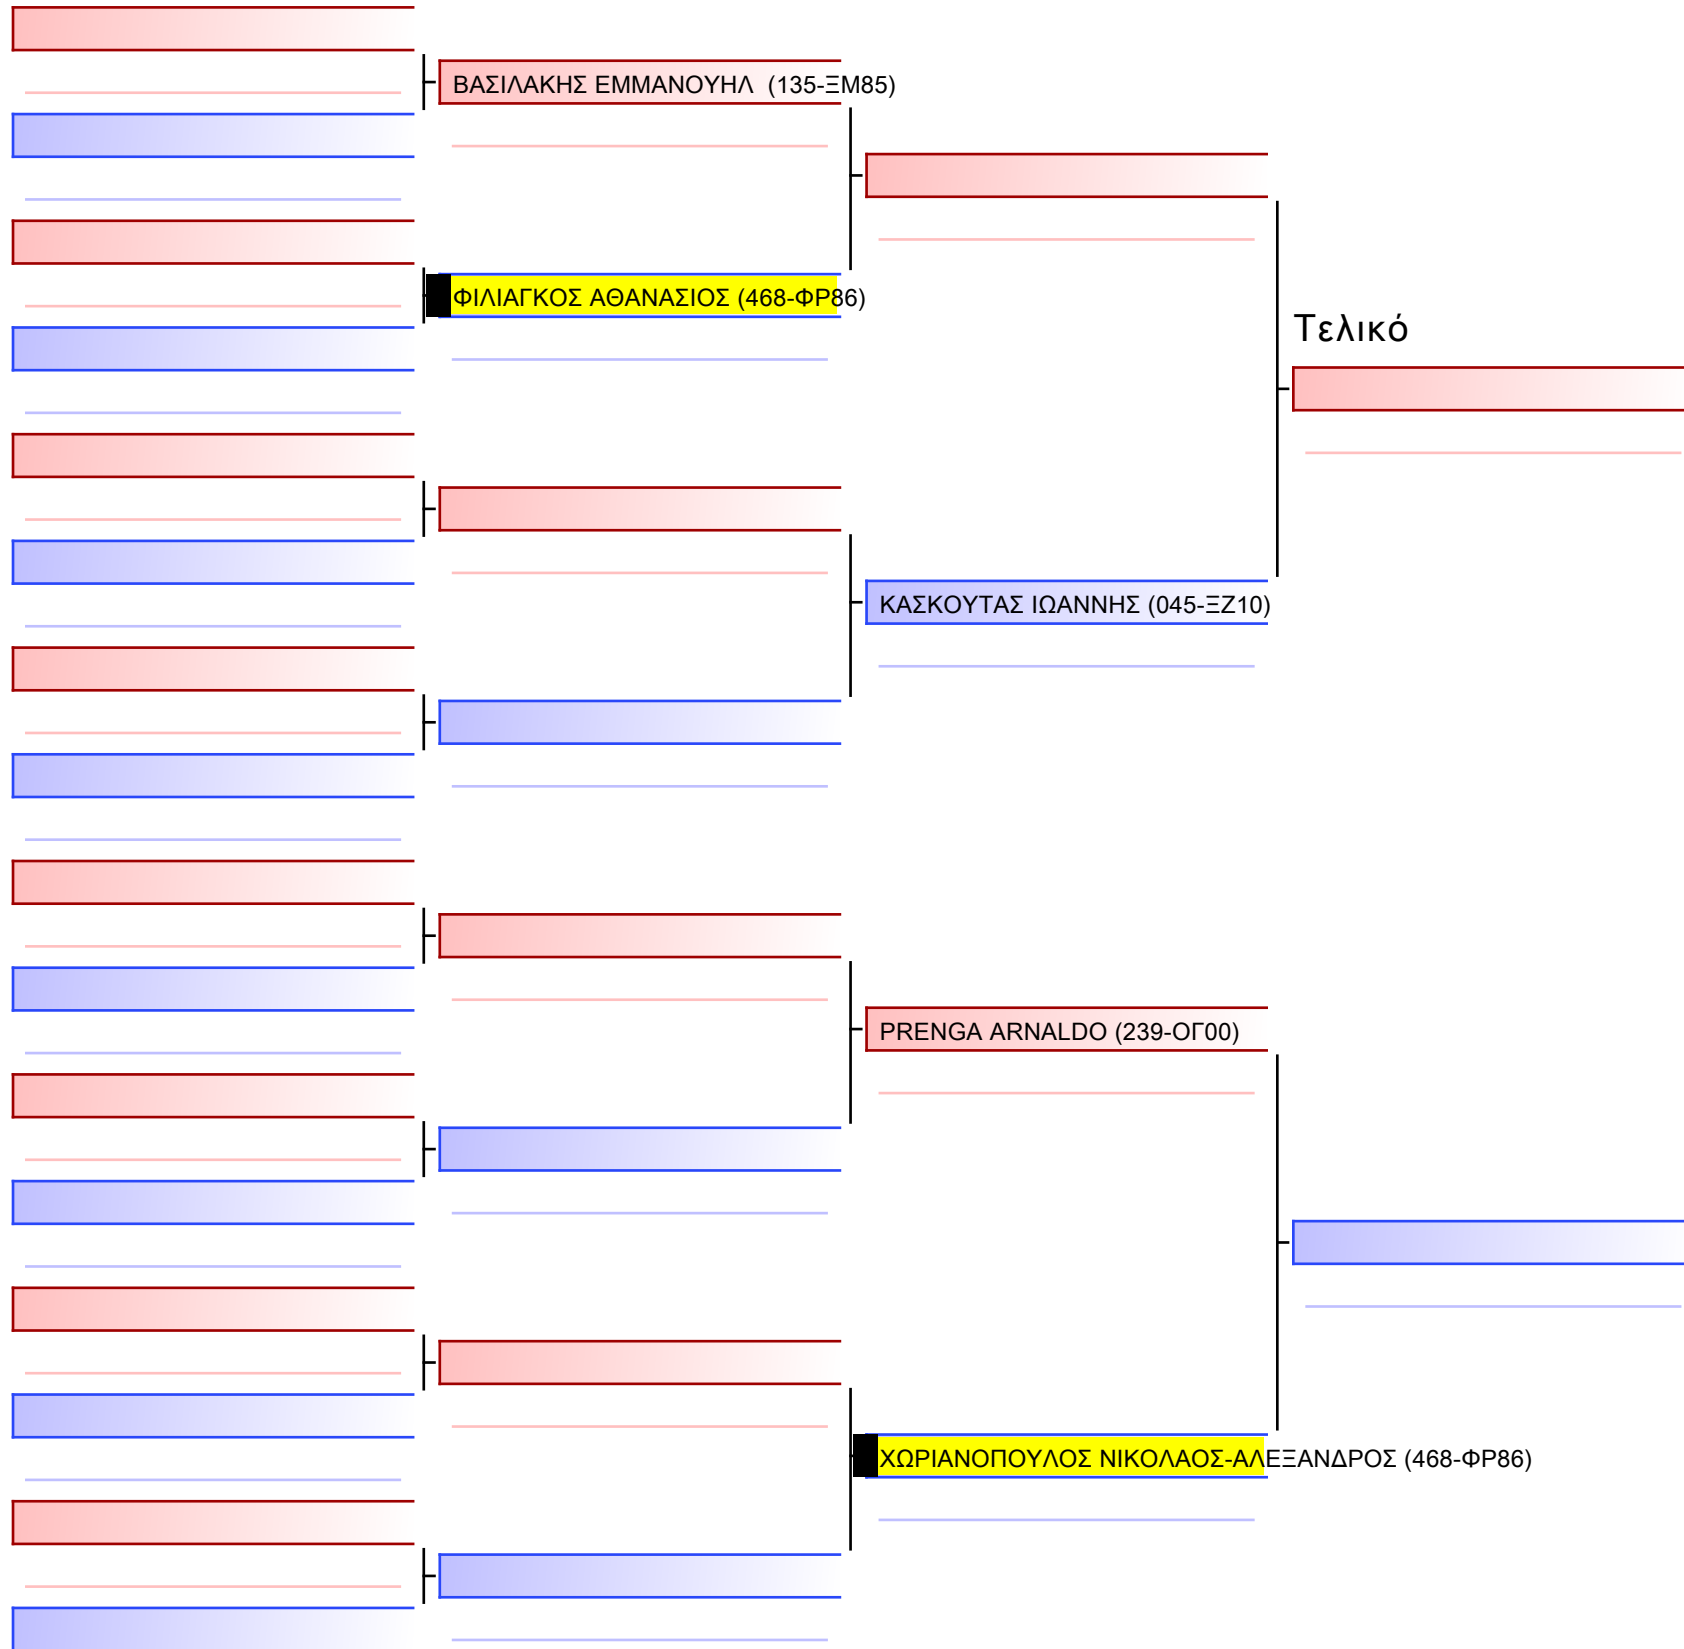 ΒΑΣΙΛΑΚΗΣ ΕΜΜΑΝΟΥΗΛ (135-ΞΜ85)
ΦΙΛΙΑΓΚΟΣ ΑΘΑΝΑΣΙΟΣ (468-ΦΡ86)
Τελικό
ΚΑΣΚΟΥΤΑΣ ΙΩΑΝΝΗΣ (045-ΞΖ10)
PRENGA ARNALDO (239-ΟΓ00)
ΧΩΡΙΑΝΟΠΟΥΛΟΣ ΝΙΚΟΛΑΟΣ-ΑΛΕΞΑΝΔΡΟΣ (468-ΦΡ86)